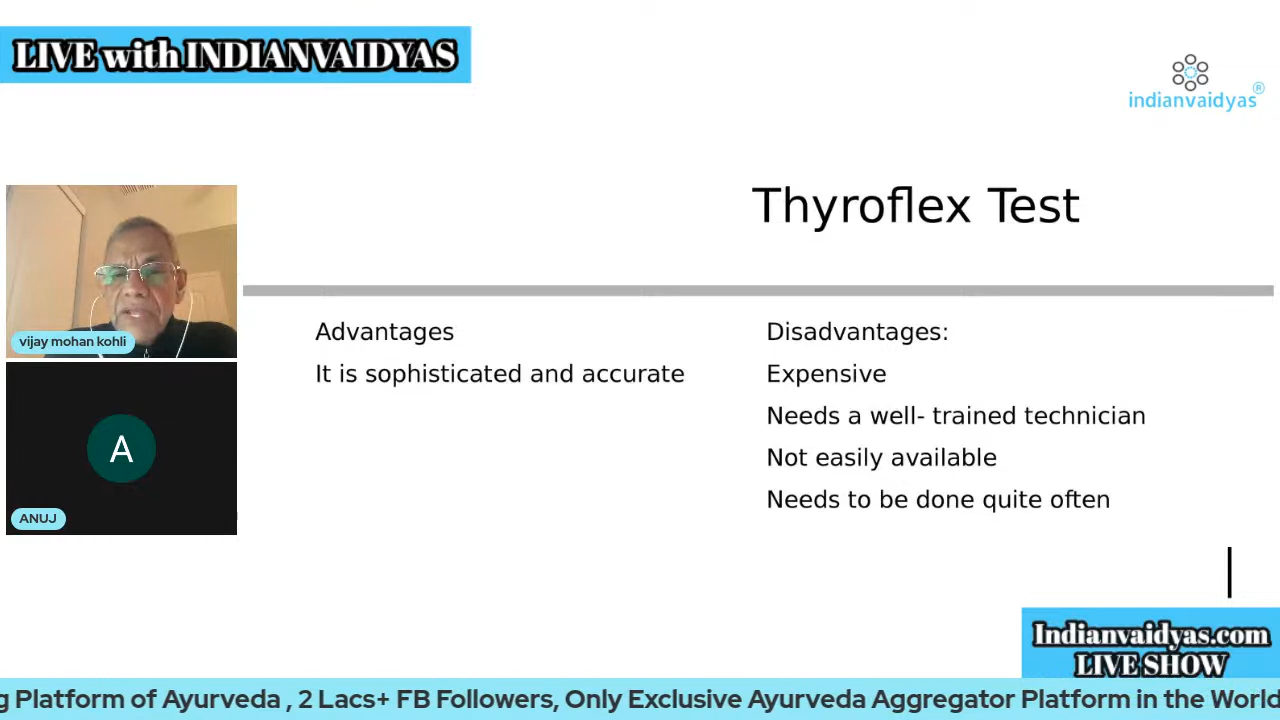 LIVE with INDIANVAIDYAS
indianvaidyas®
Thyroflex Test
vijay mohan kohli
A
ANUJ
Advantages
It is sophisticated and accurate
Disadvantages:
Expensive
Needs a well- trained technician
Not easily available
Needs to be done quite often
Indianvaidyas.com
LIVE SHOW
g Platform of Ayurveda , 2 Lacs+ FB Followers, Only Exclusive Ayurveda Aggregator Platform in the World